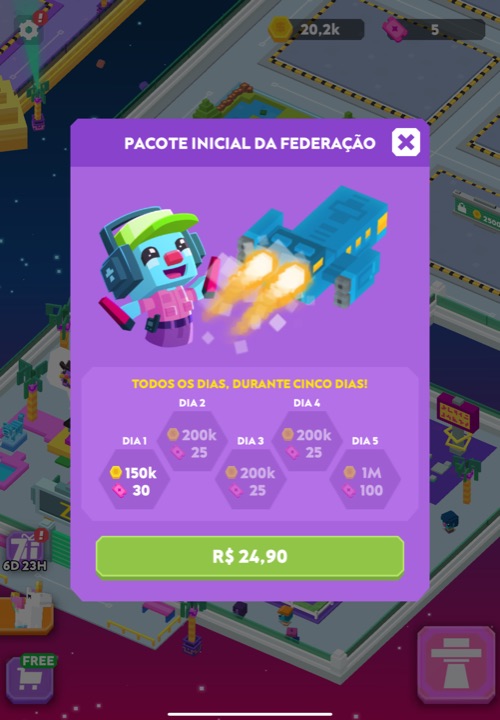 20,2k
5
PACOTE INICIAL DA FEDERAÇÃO
2500
TODOS OS DIAS, DURANTE CINCO DIAS!
DIA 1
150k
30
DIA 2
200k
25
DIA 3
200k
25
DIA 4
200k
25
DIA 5
1M
100
R$ 24,90
6D 23H
FREE